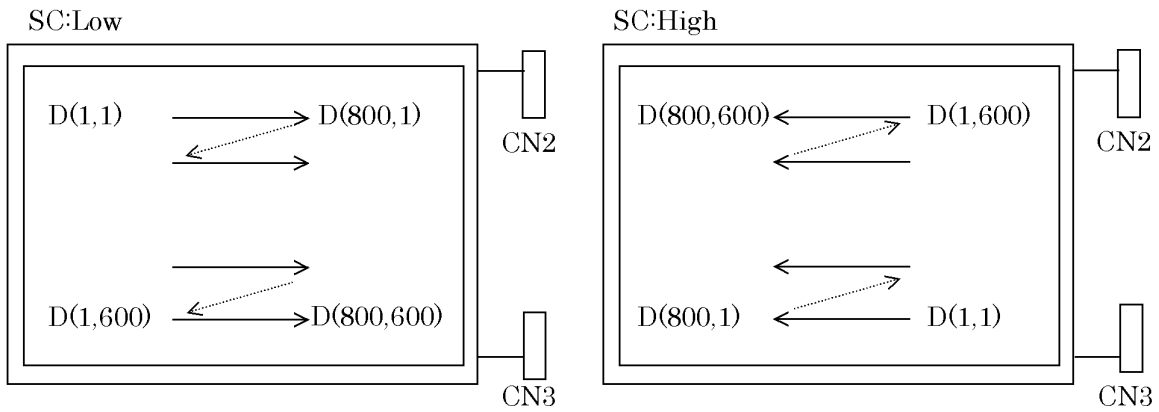 SC:Low
D(1,1) D(800,1)
CN2
D(1,600) D(800,600)
CN3
SC:High
D(800,600) D(1,600)
CN2
D(800,1) D(1,1)
CN3